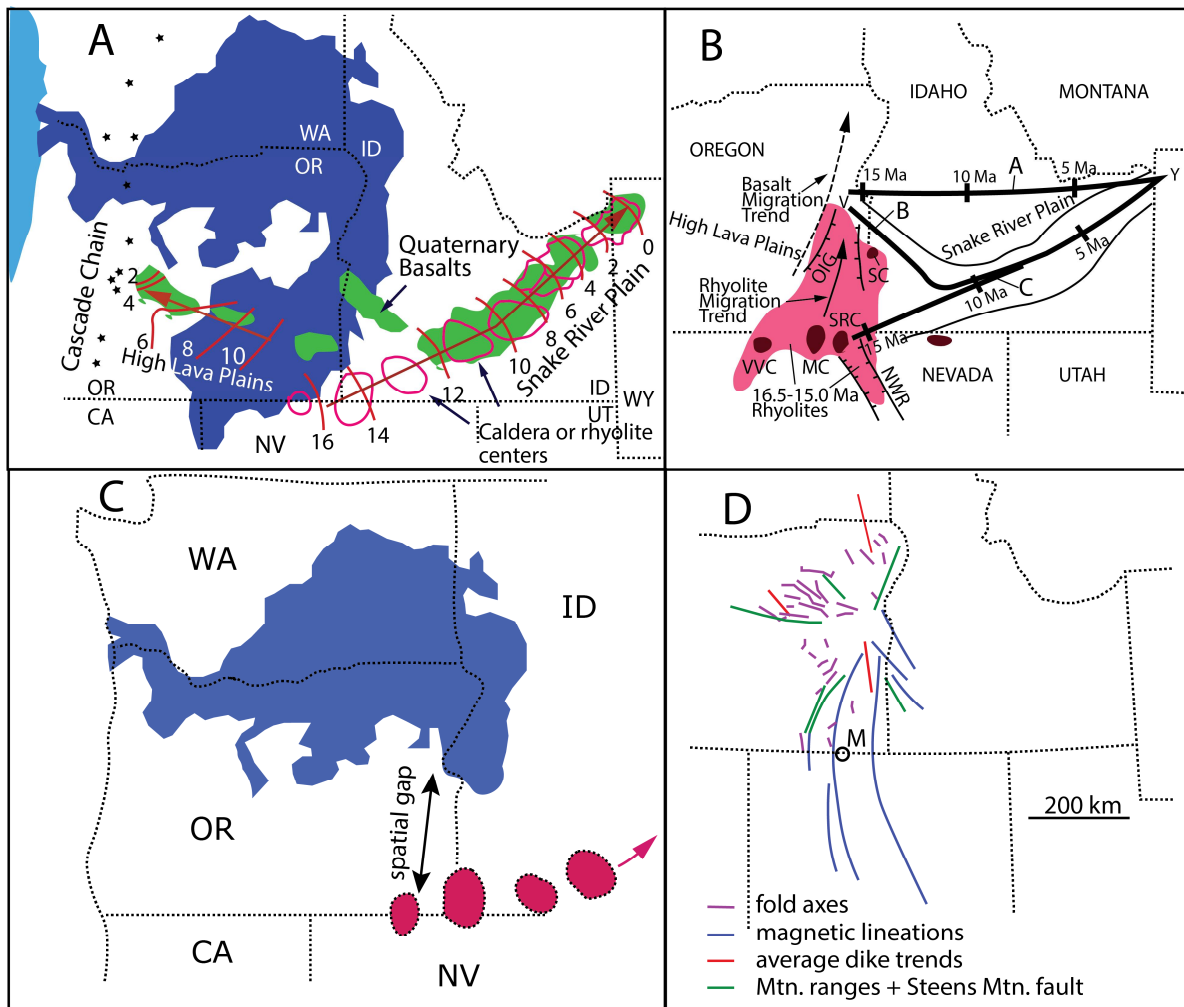 A
WA
OR
ID
Cascade Chain
Quaternary
Basalts
2
4
6
8
10
High Lava Plains
0
2
4
6
8
10
12
14
16
Snake River Plain
OR
CA
NV
ID
UT
WY
Caldera or rhyolite
centers
B
IDAHO
MONTANA
OREGON
15 Ma
10 Ma
5 Ma
A
Y
Basalt
Migration
Trend
V
B
High Lava Plains
Snake River Plain
5 Ma
OIG
SC
10 Ma
C
Rhyolite
Migration
Trend
SRC
15 Ma
VVC
MC
NWR
NEVADA
UTAH
16.5-15.0 Ma
Rhyolites
C
WA
ID
OR
spatial gap
CA
NV
D
M
200 km
fold axes
magnetic lineations
average dike trends
Mtn. ranges + Steens Mtn. fault